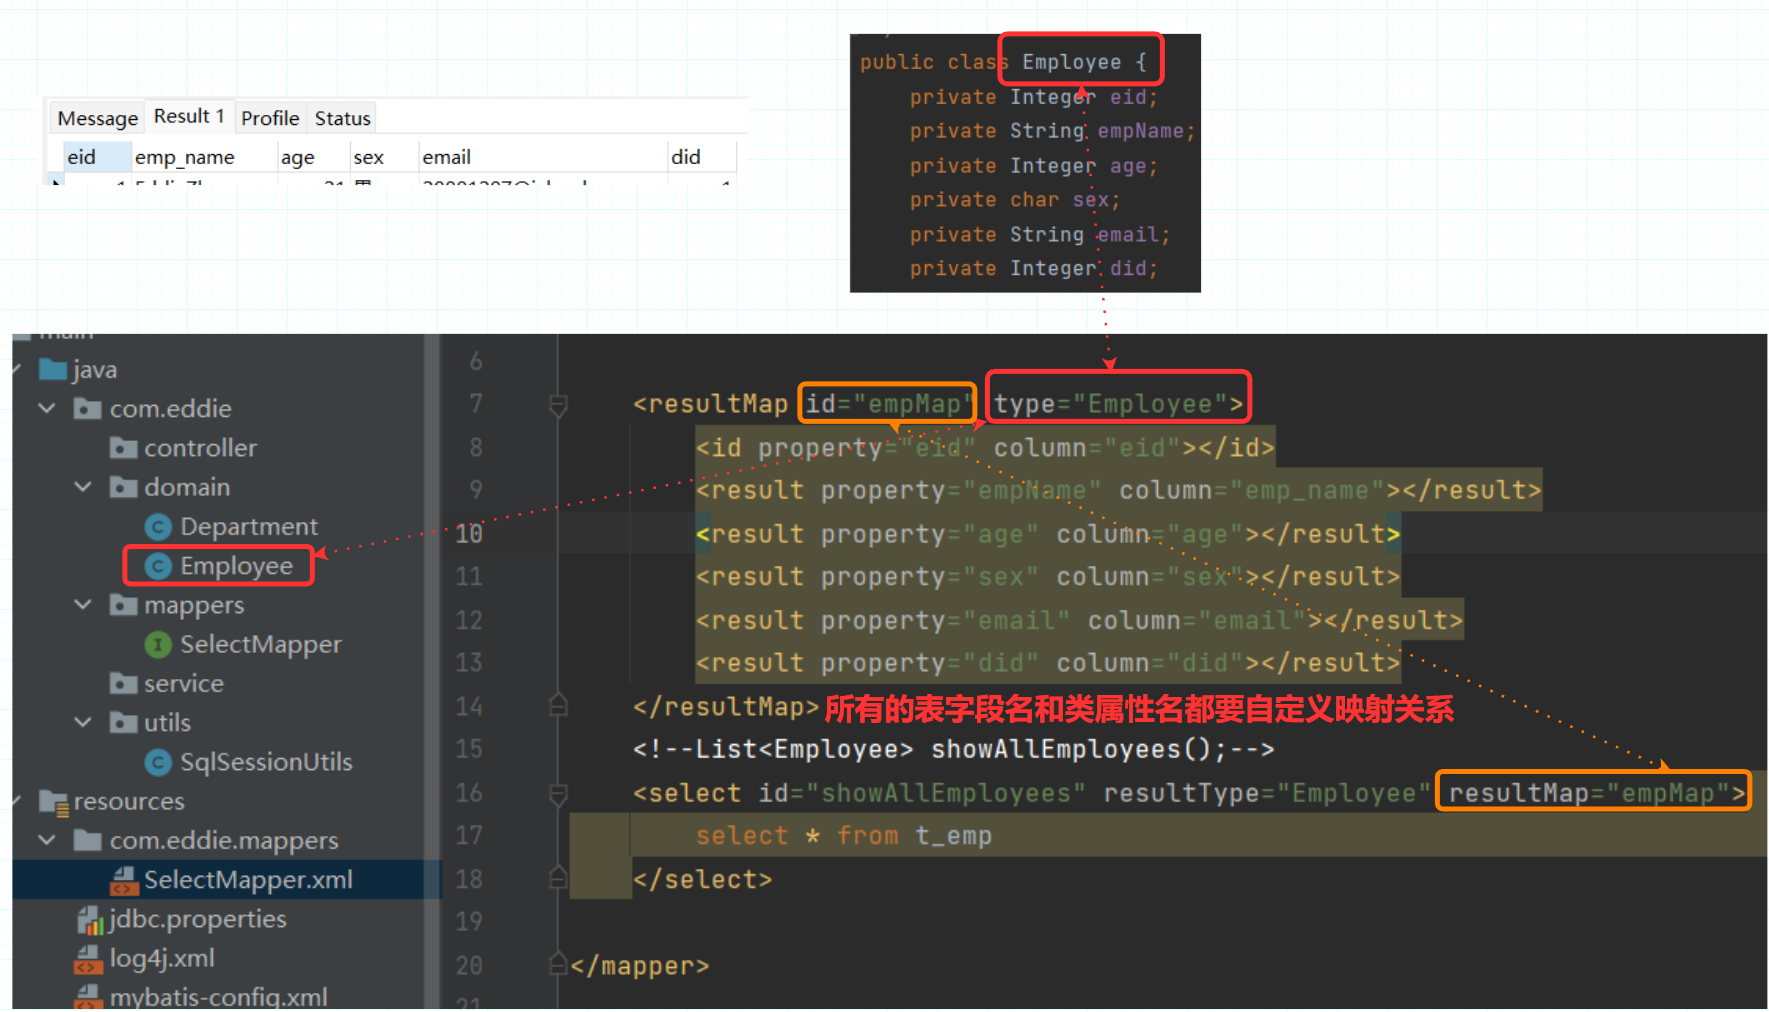 Message Result 1 Profile Status
eid emp_name age sex email did
public class Employee {
private Integer eid;
private String empName;
private Integer age;
private char sex;
private String email;
private Integer did;
main
java
com.eddie
controller
domain
Department
Employee
mappers
SelectMapper
service
utils
SqlSessionUtils
resources
com.eddie.mappers
SelectMapper.xml
jdbc.properties
log4j.xml
mybatis-config.xml
6
7 <resultMap id="empMap" type="Employee">
8 <id property="eid" column="eid"></id>
9 <result property="empName" column="emp_name"></result>
10 <result property="age" column="age"></result>
11 <result property="sex" column="sex"></result>
12 <result property="email" column="email"></result>
13 <result property="did" column="did"></result>
14 </resultMap> 所有的表字段名和类属性名都要自定义映射关系
15 <!--List<Employee> showAllEmployees();-->
16 <select id="showAllEmployees" resultType="Employee" resultMap="empMap">
17 select * from t_emp
18 </select>
19
20 </mapper>
21